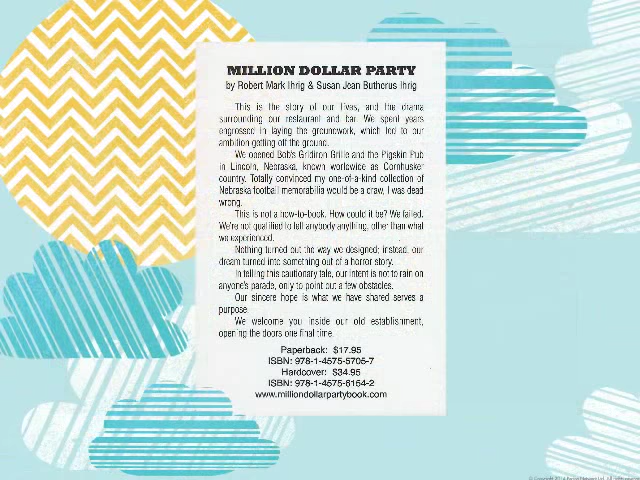 MILLION DOLLAR PARTY
by Robert Mark Ihrig & Susan Jean Butherus Ihrig
This is the story of our lives, and the drama
surrounding our restaurant and bar. We spent years
engrossed in laying the groundwork, which led to our
ambition getting off the ground.
We opened Bob's Gridiron Grille and the Pigskin Pub
in Lincoln, Nebraska, known worldwide as Cornhusker
country. Totally convinced my one-of-a-kind collection of
Nebraska football memorabilia would be a draw, I was dead
wrong.
This is not a how-to-book. How could it be? We failed.
We're not qualified to tell anybody anything, other than what
we experienced.
Nothing turned out the way we designed; instead, our
dream turned into something out of a horror story.
In telling this cautionary tale, our intent is not to rain on
anyone's parade, only to point out a few obstacles.
Our sincere hope is what we have shared serves a
purpose.
We welcome you inside our old establishment,
opening the doors one final time.
Paperback: $17.95
ISBN: 978-1-4575-5705-7
Hardcover: $34.95
ISBN: 978-1-4575-6154-2
www.milliondollarpartybook.com